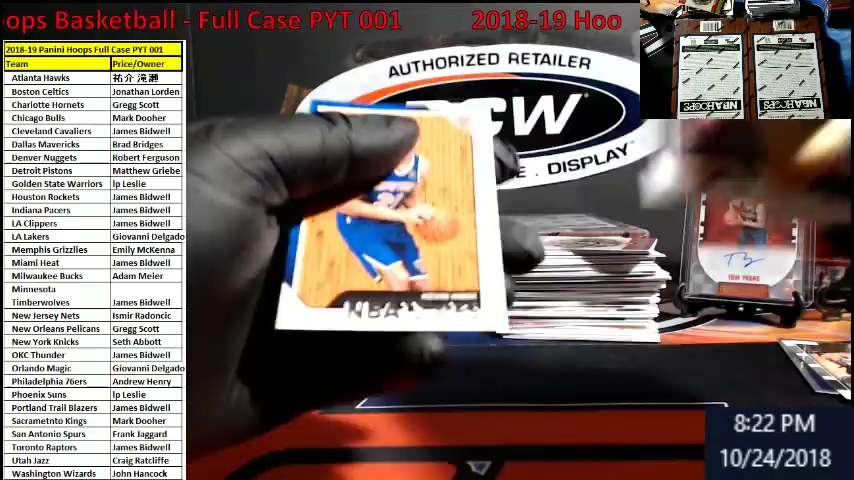 ops Basketball - Full Case PYT 001 2018-19 Hoo
2018-19 Panini Hoops Full Case PYT 001
Team Price/Owner
Atlanta Hawks
Boston Celtics Jonathan Lorden
Charlotte Hornets Gregg Scott
Chicago Bulls Mark Dooher
Cleveland Cavaliers James Bidwell
Dallas Mavericks Brad Bridges
Denver Nuggets Robert Ferguson
Detroit Pistons Matthew Griebe
Golden State Warriors lp Leslie
Houston Rockets James Bidwell
Indiana Pacers James Bidwell
LA Clippers James Bidwell
LA Lakers Giovanni Delgado
Memphis Grizzlies Emily McKenna
Miami Heat James Bidwell
Milwaukee Bucks Adam Meier
Minnesota
Timberwolves James Bidwell
New Jersey Nets Ismir Radoncic
New Orleans Pelicans Gregg Scott
New York Knicks Seth Abbott
OKC Thunder James Bidwell
Orlando Magic Giovanni Delgado
Philadelphia 76ers Andrew Henry
Phoenix Suns lp Leslie
Portland Trail Blazers James Bidwell
Sacrametnto Kings Mark Dooher
San Antonio Spurs Frank Jaggard
Toronto Raptors James Bidwell
Utah Jazz Craig Ratcliffe
Washington Wizards John Hancock
AUTHORIZED RETAILER
CW
DISPLAY
NBA
NBA HOOPS
NBA HOOPS
TRAE YOUNG
8:22 PM
10/24/2018